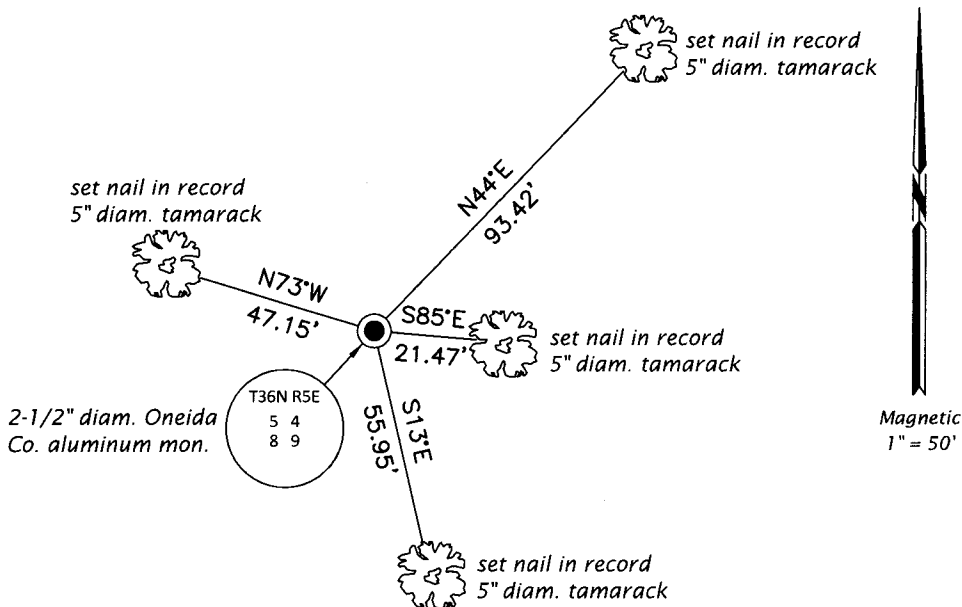 set nail in record
5" diam. tamarack
N44°E
93.42'
set nail in record
5" diam. tamarack
N73°W
47.15'
S85°E
21.47'
set nail in record
5" diam. tamarack
T36N R5E
5 4
8 9
2-1/2" diam. Oneida
Co. aluminum mon.
S13°E
55.95'
set nail in record
5" diam. tamarack
N
Magnetic
1" = 50'